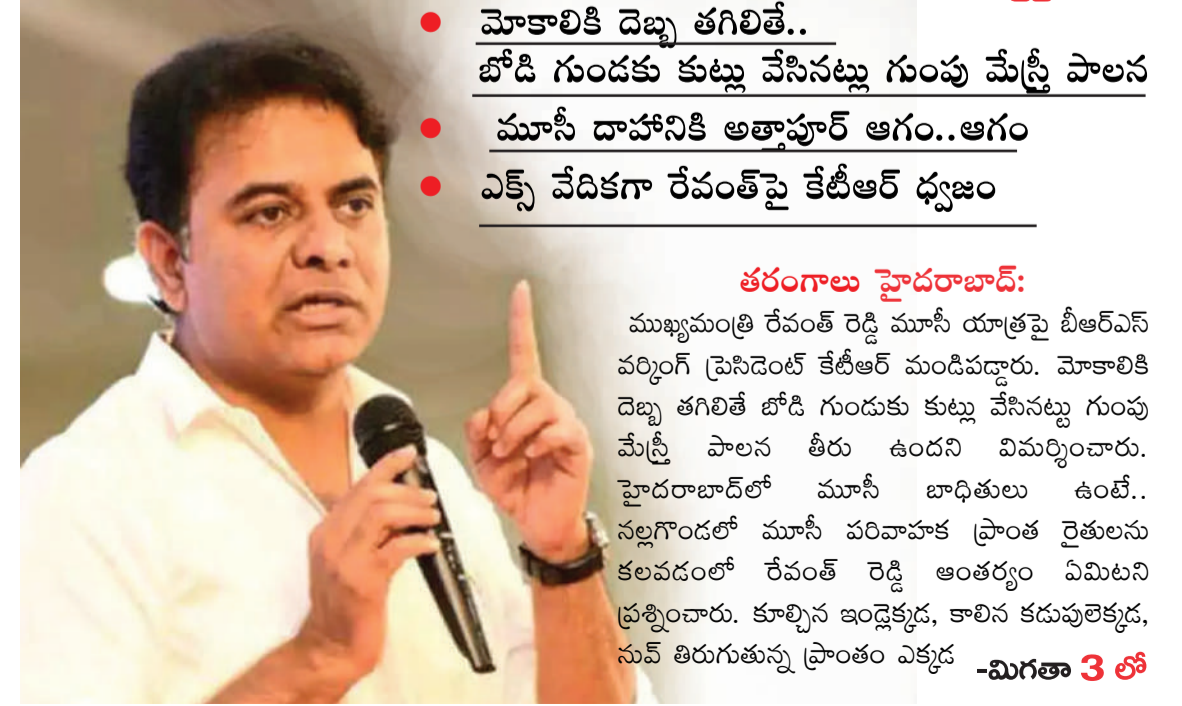 మోకాలికి దెబ్బ తగిలితే..
బోడి గుండకు కుట్లు వేసినట్లు గుంపు మేస్త్రీ పాలన
మూసీ దాహానికి అత్తాపూర్ ఆగం..ఆగం
ఎక్స్ వేదికగా రేవంత్‌పై కేటీఆర్ ధ్వజం
తరంగాలు హైదరాబాద్:
ముఖ్యమంత్రి రేవంత్ రెడ్డి మూసీ యాత్రపై బీఆర్ఎస్
వర్కింగ్ ప్రెసిడెంట్ కేటీఆర్ మండిపడ్డారు. మోకాలికి
దెబ్బ తగిలితే బోడి గుండుకు కుట్లు వేసినట్టు గుంపు
మేస్త్రీ పాలన తీరు ఉందని విమర్శించారు.
హైదరాబాద్‌లో మూసీ బాధితులు ఉంటే..
నల్లగొండలో మూసీ పరివాహక ప్రాంత రైతులను
కలవడంలో రేవంత్ రెడ్డి ఆంతర్యం ఏమిటని
ప్రశ్నించారు. కూల్చిన ఇండ్లెక్కడ, కాలిన కడుపులెక్కడ,
నువ్ తిరుగుతున్న ప్రాంతం ఎక్కడ -మిగతా 3 లో